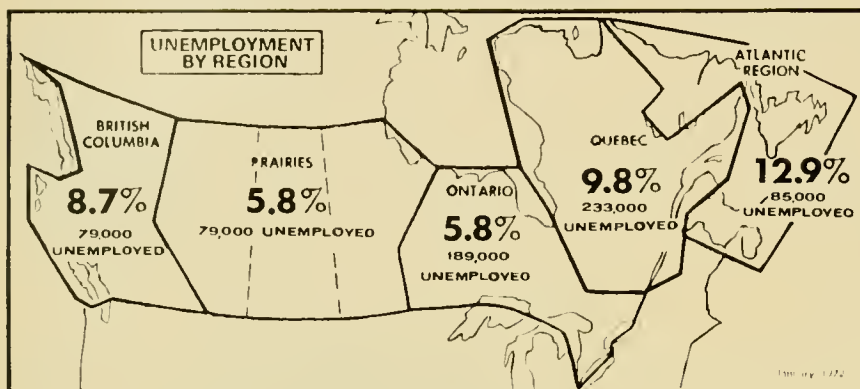 UNEMPLOYMENT
BY REGION
BRITISH
COLUMBIA
8.7%
79,000
UNEMPLOYED
PRAIRIES
5.8%
79,000 UNEMPLOYED
ONTARIO
5.8%
189,000
UNEMPLOYED
QUEBEC
9.8%
233,000
UNEMPLOYED
ATLANTIC
REGION
12.9%
85,000
UNEMPLOYED